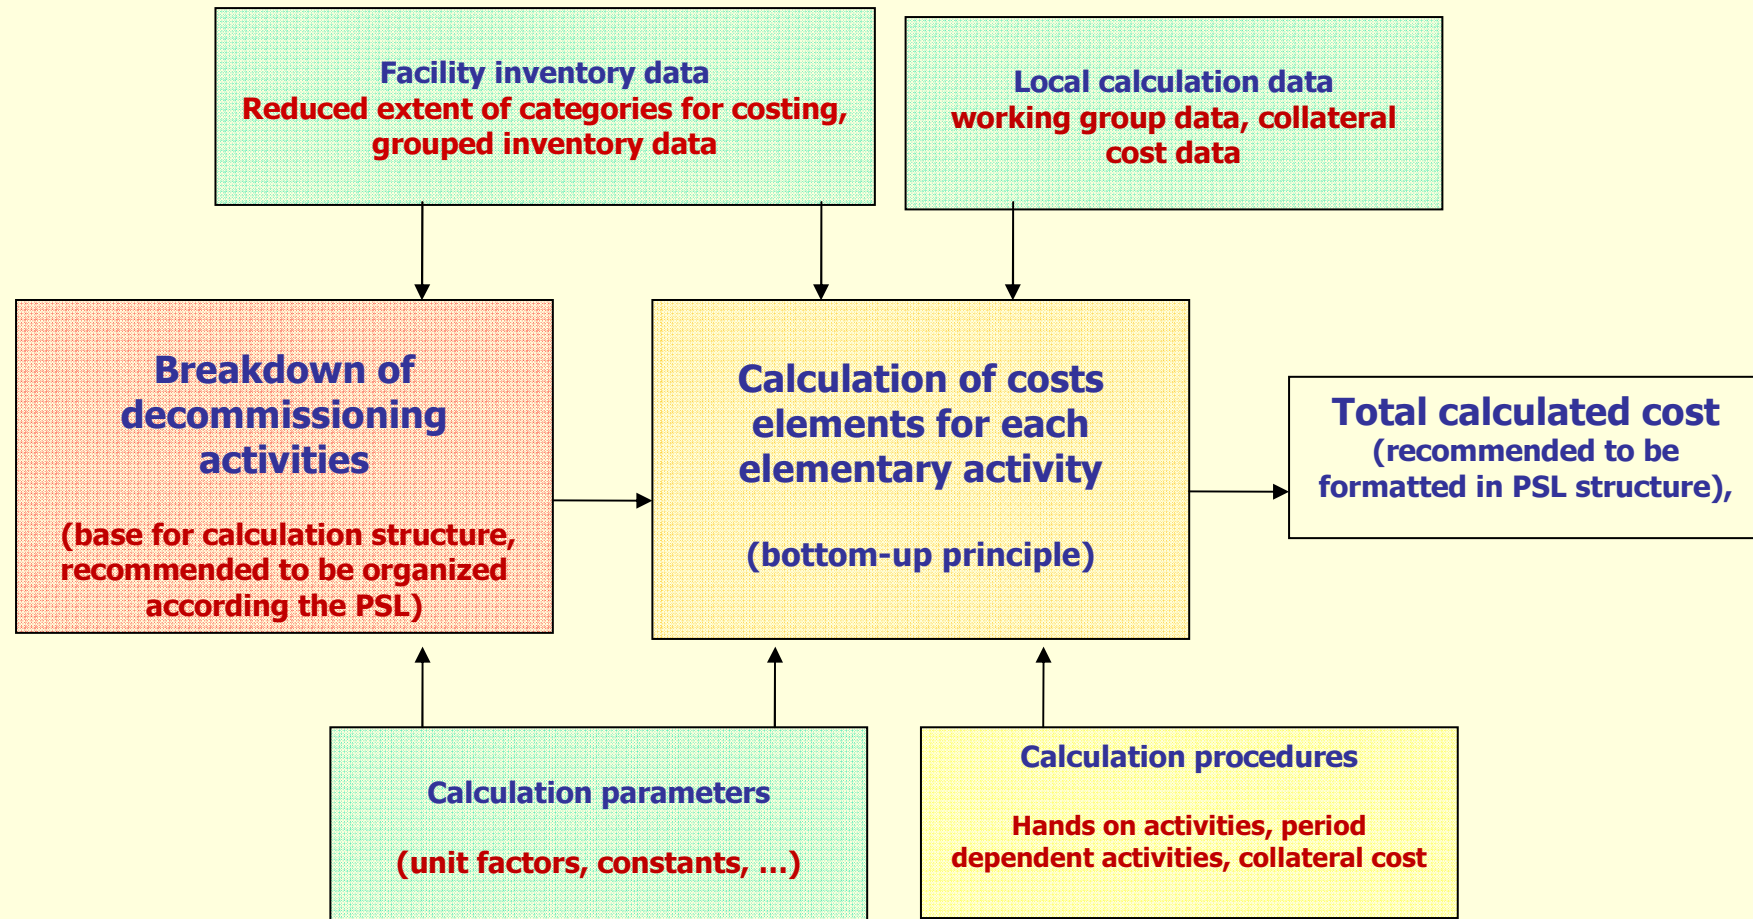 Facility inventory data
Reduced extent of categories for costing,
grouped inventory data
Local calculation data
working group data, collateral
cost data
Breakdown of
decommissioning
activities
(base for calculation structure,
recommended to be organized
according the PSL)
Calculation of costs
elements for each
elementary activity
(bottom-up principle)
Total calculated cost
(recommended to be
formatted in PSL structure),
Calculation parameters
(unit factors, constants, ...)
Calculation procedures
Hands on activities, period
dependent activities, collateral cost